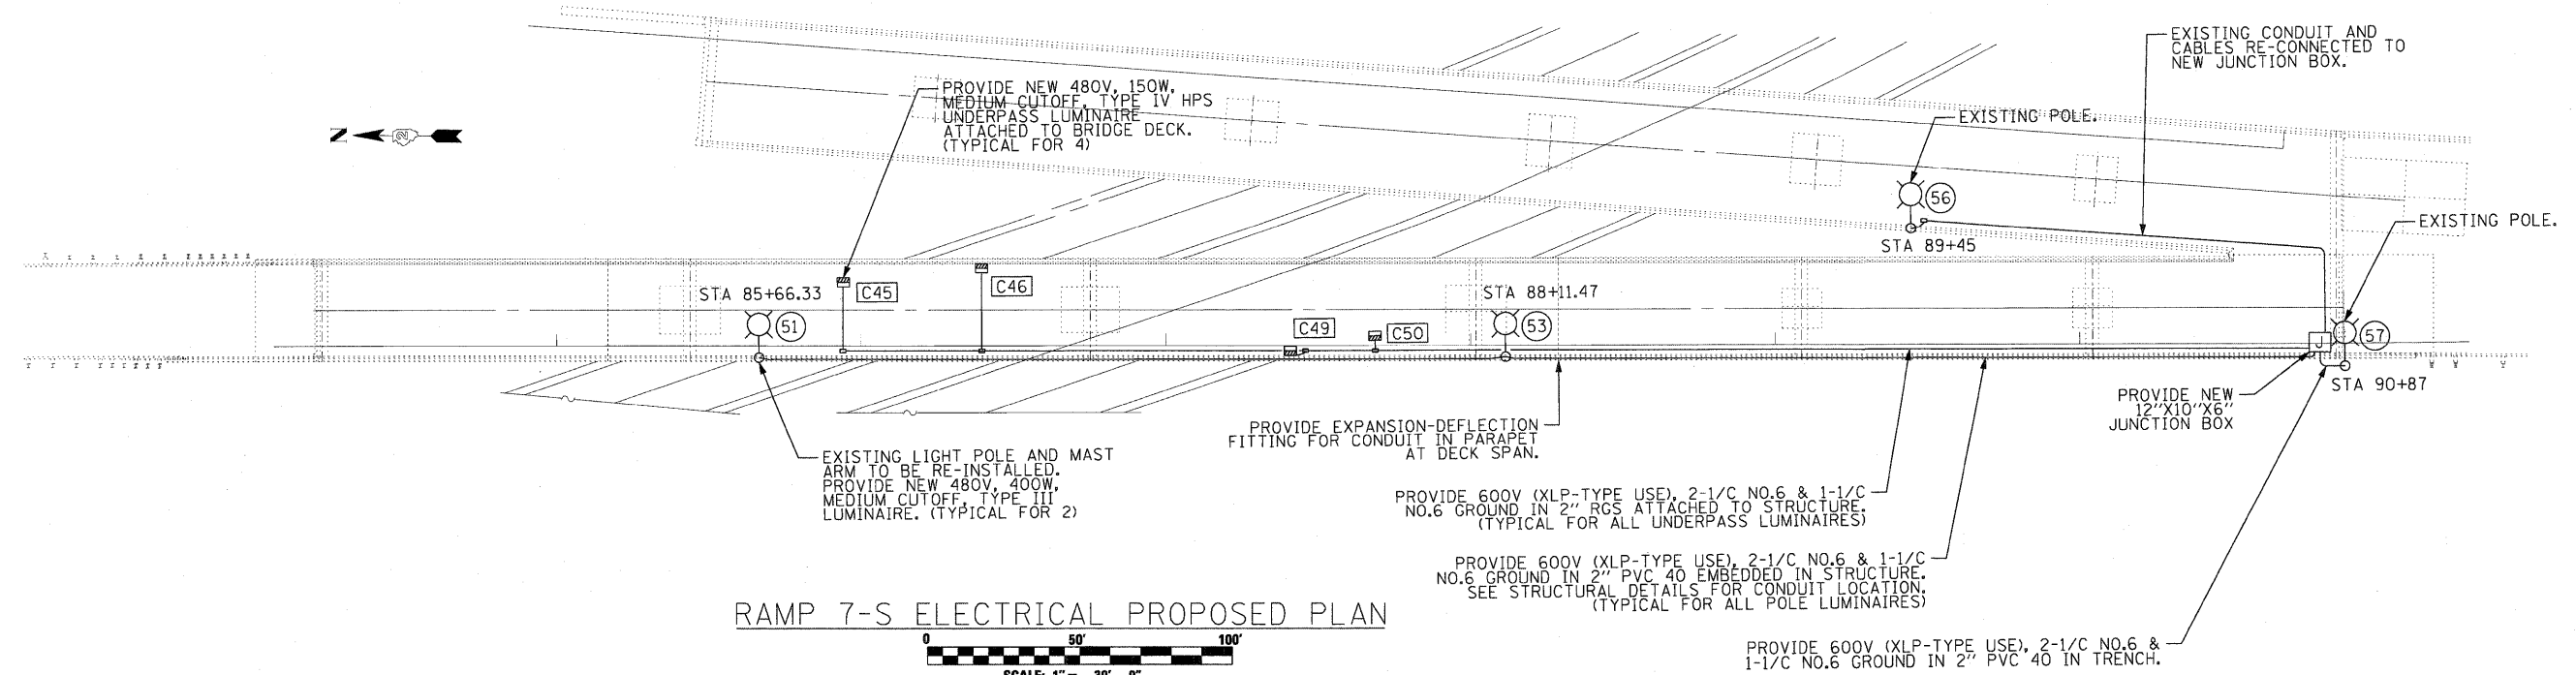 EXISTING CONDUIT AND
CABLES RE-CONNECTED TO
NEW JUNCTION BOX.
PROVIDE NEW 480V, 150W,
MEDIUM CUTOFF, TYPE IV HPS
UNDERPASS LUMINAIRE
ATTACHED TO BRIDGE DECK.
(TYPICAL FOR 4)
EXISTING POLE.
N
56
EXISTING POLE.
STA 89+45
STA 85+66.33
C45
C46
STA 88+11.47
51
C49
C50
53
J
57
STA 90+87
PROVIDE NEW
12"X10"X6"
JUNCTION BOX
PROVIDE EXPANSION-DEFLECTION
FITTING FOR CONDUIT IN PARAPET
AT DECK SPAN.
EXISTING LIGHT POLE AND MAST
ARM TO BE RE-INSTALLED.
PROVIDE NEW 480V, 400W,
MEDIUM CUTOFF, TYPE III
LUMINAIRE. (TYPICAL FOR 2)
PROVIDE 600V (XLP-TYPE USE), 2-1/C NO.6 & 1-1/C
NO.6 GROUND IN 2" RGS ATTACHED TO STRUCTURE.
(TYPICAL FOR ALL UNDERPASS LUMINAIRES)
PROVIDE 600V (XLP-TYPE USE), 2-1/C NO.6 & 1-1/C
NO.6 GROUND IN 2" PVC 40 EMBEDDED IN STRUCTURE.
SEE STRUCTURAL DETAILS FOR CONDUIT LOCATION.
(TYPICAL FOR ALL POLE LUMINAIRES)
PROVIDE 600V (XLP-TYPE USE), 2-1/C NO.6 &
1-1/C NO.6 GROUND IN 2" PVC 40 IN TRENCH.
RAMP 7-S ELECTRICAL PROPOSED PLAN
0 50' 100'